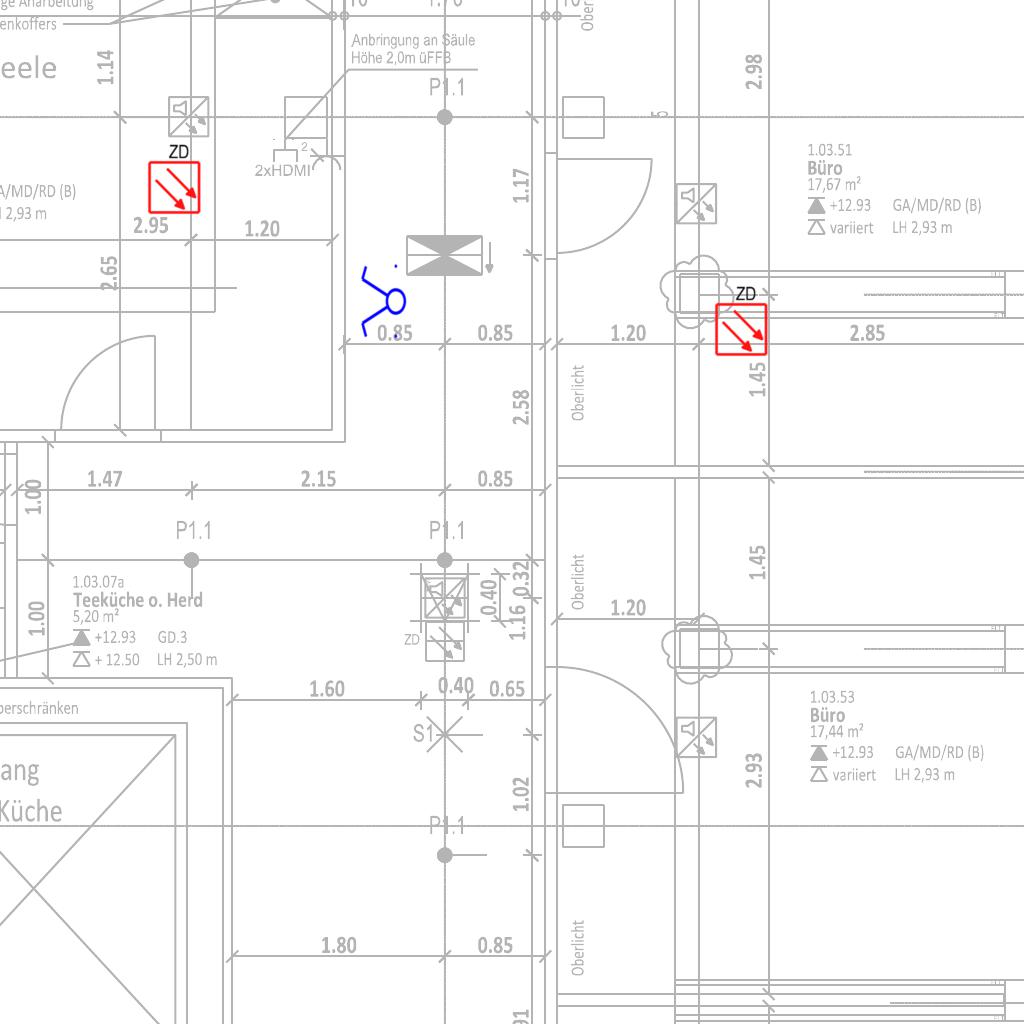 ge Anarbeitung
enkoffers
eele
1.14
Anbringung an Säule
Höhe 2,0m üFFB
P1.1
2.98
ZD
2
2xHDMI
A/MD/RD (B)
2,93 m
2.95
1.20
2.65
1.17
1.03.51
Büro
17,67 m²
+12.93 GA/MD/RD (B)
variiert LH 2,93 m
ZD
0.85
0.85
1.20
2.85
1.45
2.58
Oberlicht
1.47
2.15
0.85
1.00
P1.1
P1.1
1.45
0.32
0.40
1.16
Oberlicht
1.20
1.03.07a
Teeküche o. Herd
5,20 m²
+12.93 GD.3
+ 12.50 LH 2,50 m
1.00
ZD
1.60
0.40
0.65
1.03.53
Büro
17,44 m²
+12.93 GA/MD/RD (B)
variiert LH 2,93 m
berschränken
S1
ang
Küche
1.02
2.93
P1.1
1.80
0.85
Oberlicht